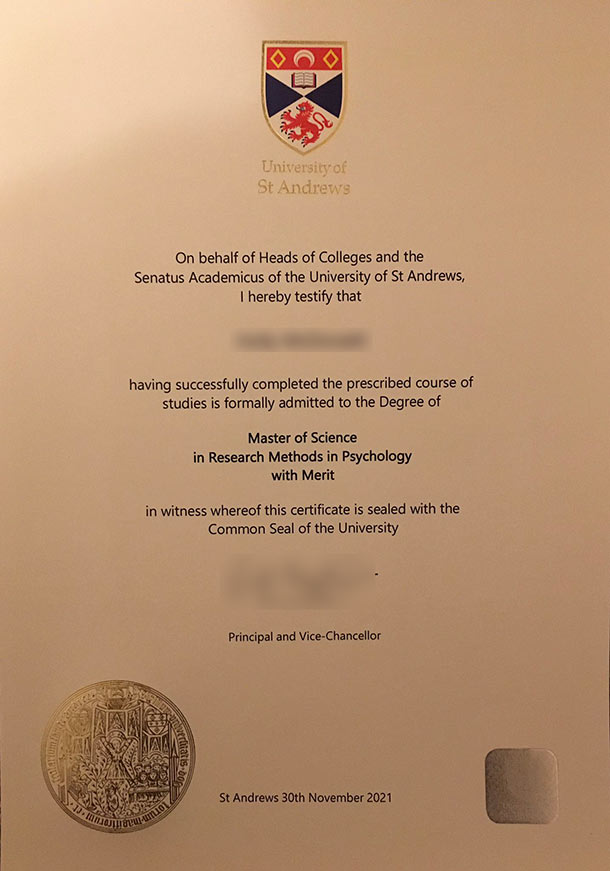 University of
St Andrews
On behalf of Heads of Colleges and the
Senatus Academicus of the University of St Andrews,
I hereby testify that
having successfully completed the prescribed course of
studies is formally admitted to the Degree of
Master of Science
in Research Methods in Psychology
with Merit
in witness whereof this certificate is sealed with the
Common Seal of the University
Principal and Vice-Chancellor
St Andrews 30th November 2021